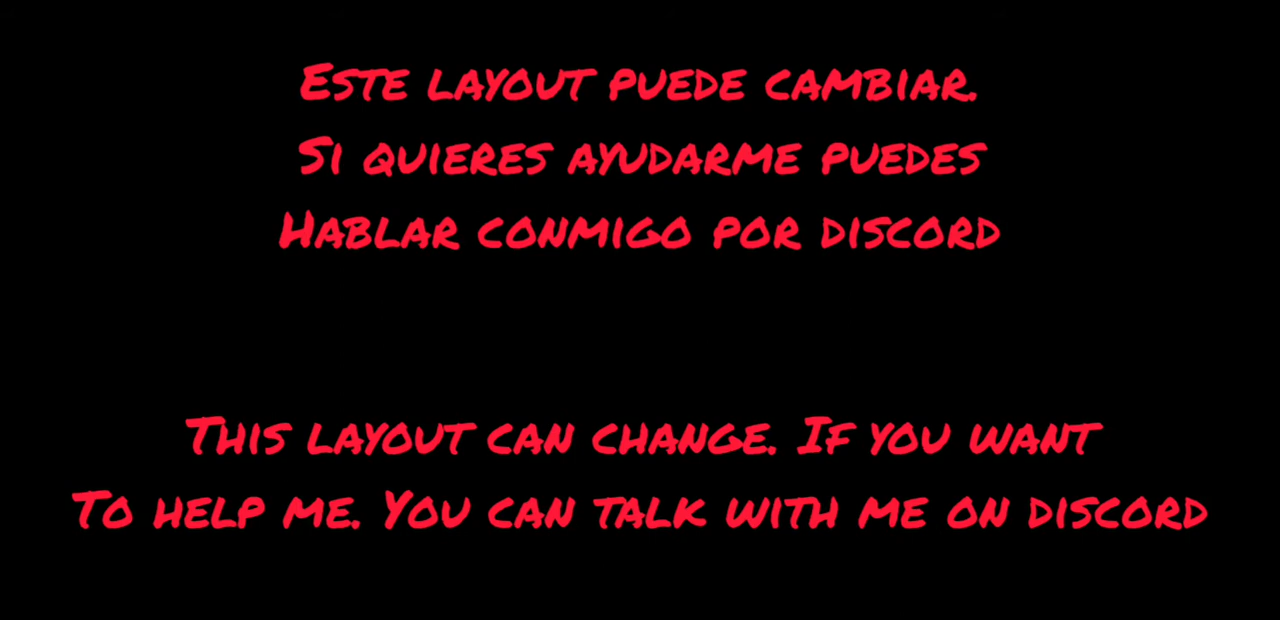 Este layout puede cambiar.
Si quieres ayudarme puedes
Hablar conmigo por discord
This layout can change. If you want
To help me. You can talk with me on discord